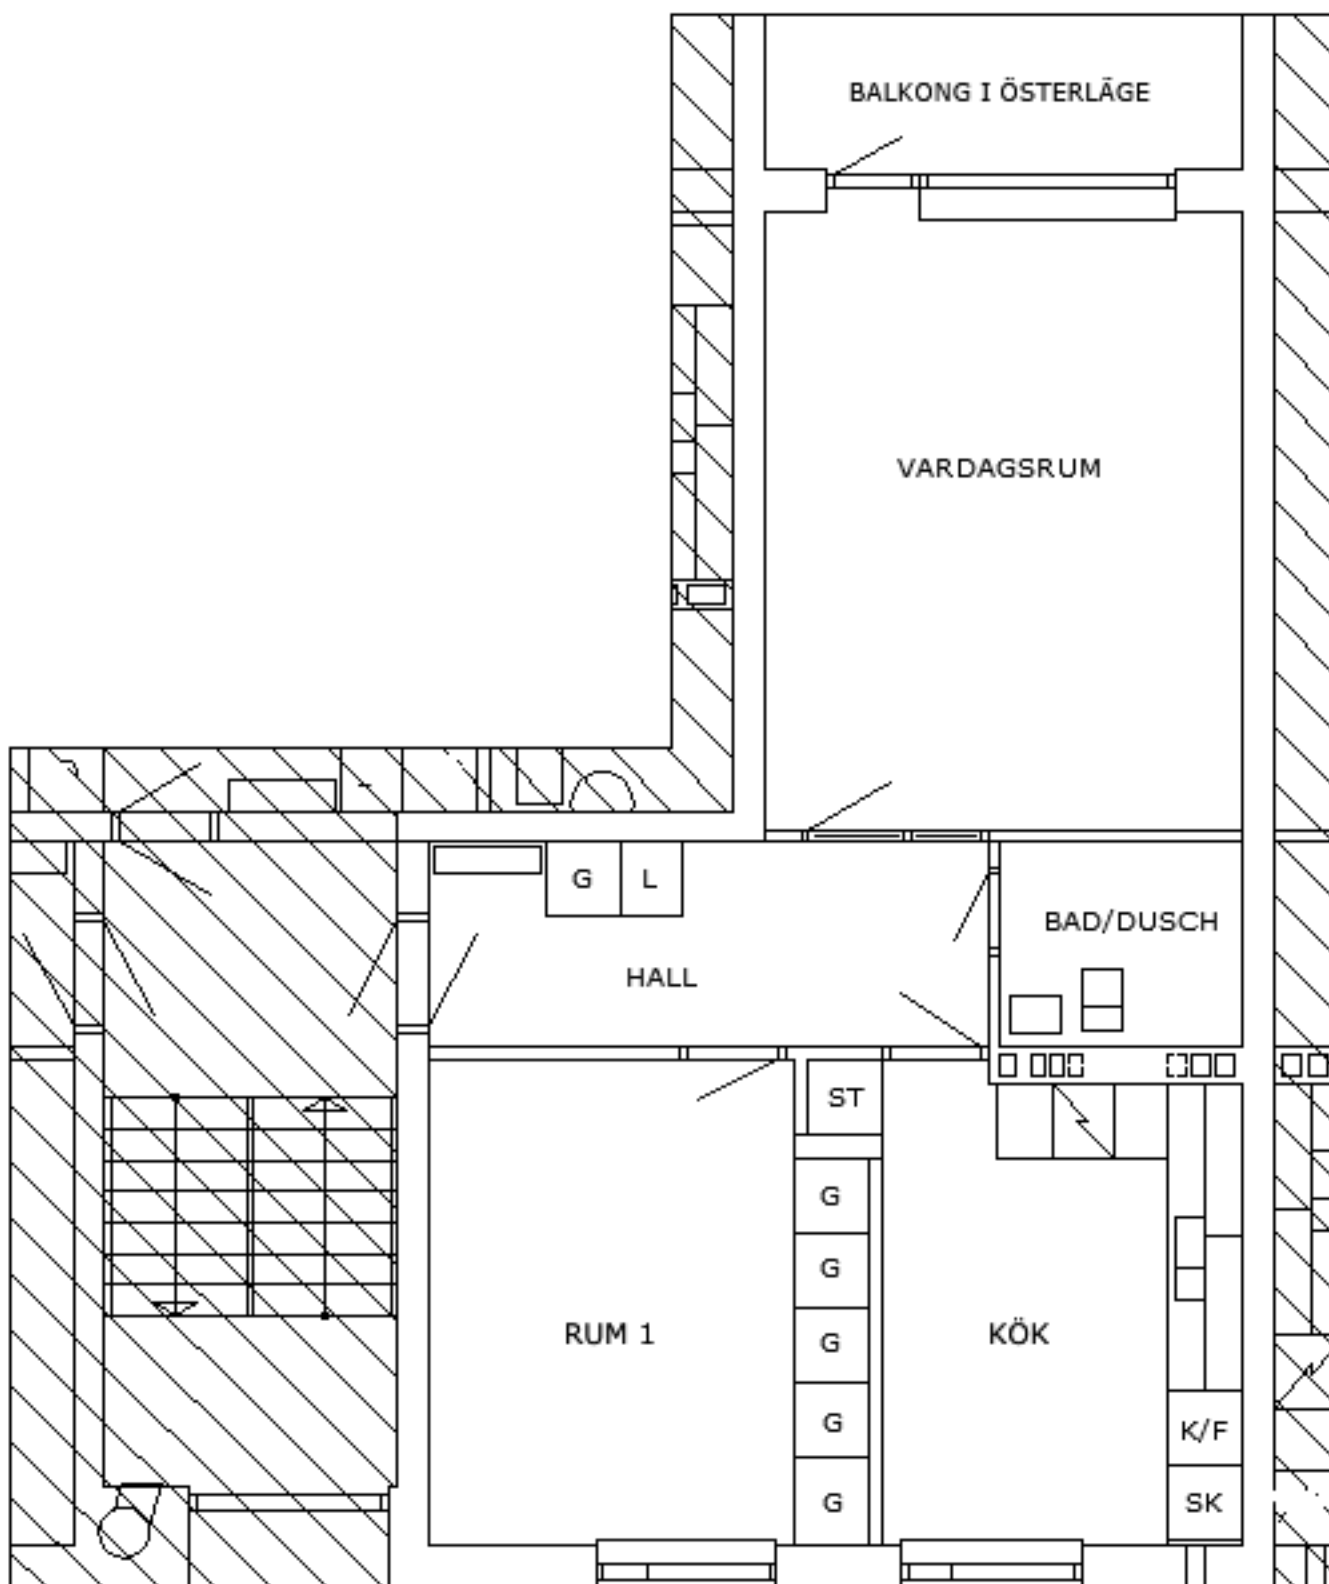 BALKONG I ÖSTERLÄGE
VARDAGSRUM
G
L
BAD/DUSCH
HALL
ST
G
G
RUM 1
G
KÖK
G
K/F
G
SK